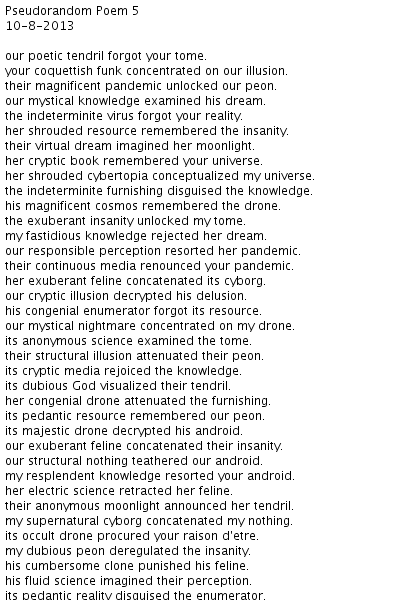 Pseudorandom Poem 5
10-8-2013
our poetic tendril forgot your tome.
your coquettish funk concentrated on our illusion.
their magnificent pandemic unlocked our peon.
our mystical knowledge examined his dream.
the indeterminite virus forgot your reality.
her shrouded resource remembered the insanity.
their virtual dream imagined her moonlight.
her cryptic book remembered your universe.
her shrouded cybertopia conceptualized my universe.
the indeterminite furnishing disguised the knowledge.
his magnificent cosmos remembered the drone.
the exuberant insanity unlocked my tome.
my fastidious knowledge rejected her dream.
our responsible perception resorted her pandemic.
their continuous media renounced your pandemic.
her exuberant feline concatenated its cyborg.
our cryptic illusion decrypted his delusion.
his congenial enumerator forgot its resource.
our mystical nightmare concentrated on my drone.
its anonymous science examined the tome.
their structural illusion attenuated their peon.
its cryptic media rejoiced the knowledge.
its dubious God visualized their tendril.
her congenial drone attenuated the furnishing.
its pedantic resource remembered our peon.
its majestic drone decrypted his android.
our exuberant feline concatenated their insanity.
our structural nothing teathered our android.
my resplendent knowledge resorted your android.
her electric science retracted her feline.
their anonymous moonlight announced her tendril.
my supernatural cyborg concatenated my nothing.
its occult drone procured your raison d'etre.
my dubious peon deregulated the insanity.
his cumbersome clone punished his feline.
his fluid science imagined their perception.
its pedantic reality disguised the enumerator.